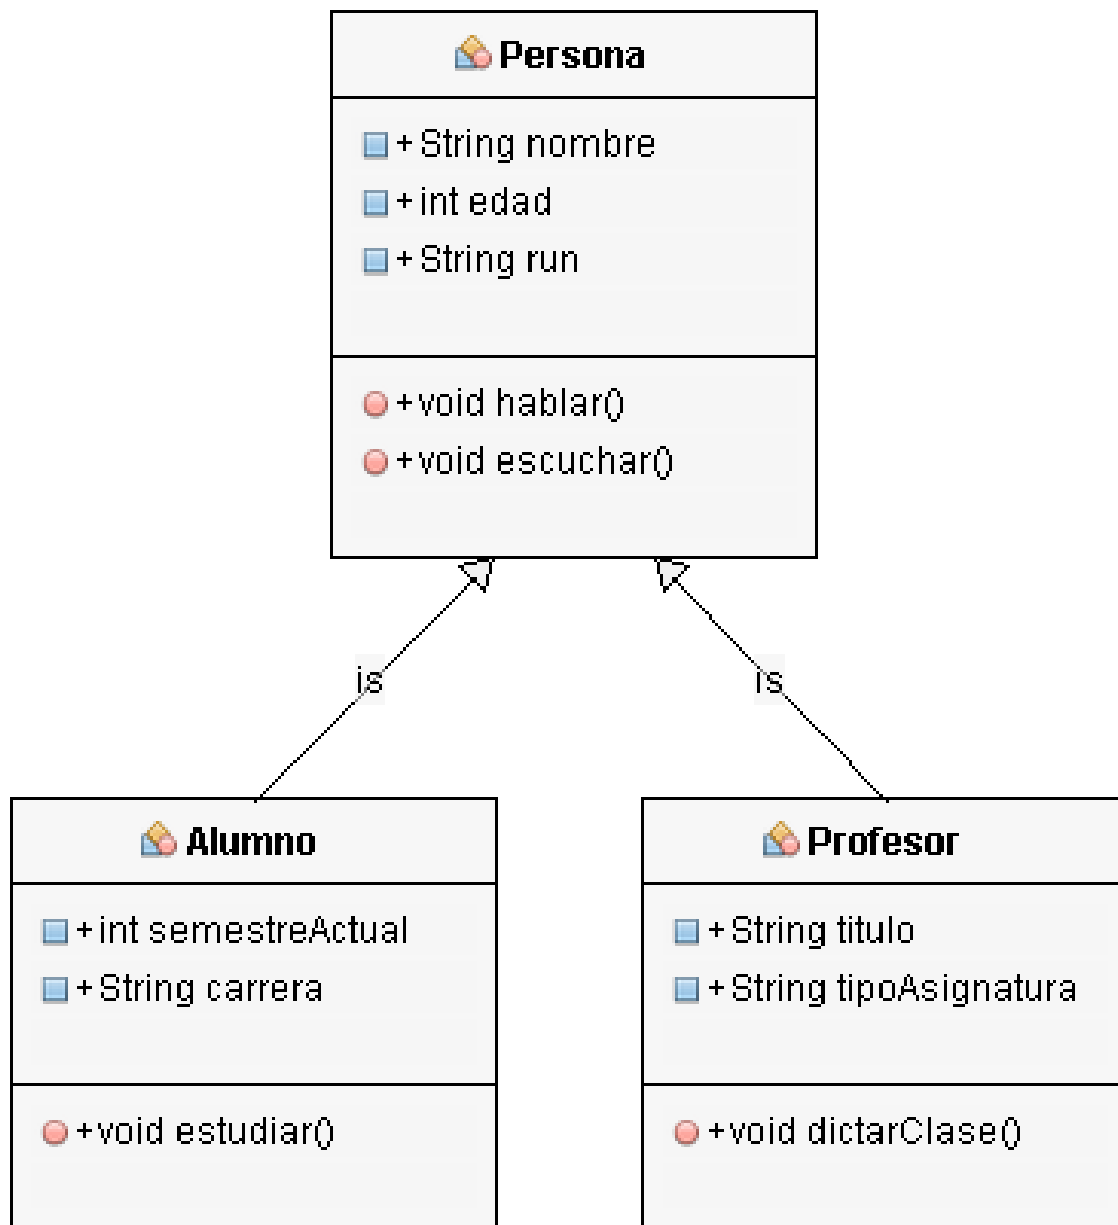 Persona
+ String nombre
+ int edad
+ String run
+ void hablar()
+ void escuchar()
is
is
Alumno
+ int semestreActual
+ String carrera
+ void estudiar()
Profesor
+ String titulo
+ String tipoAsignatura
+ void dictarClase()